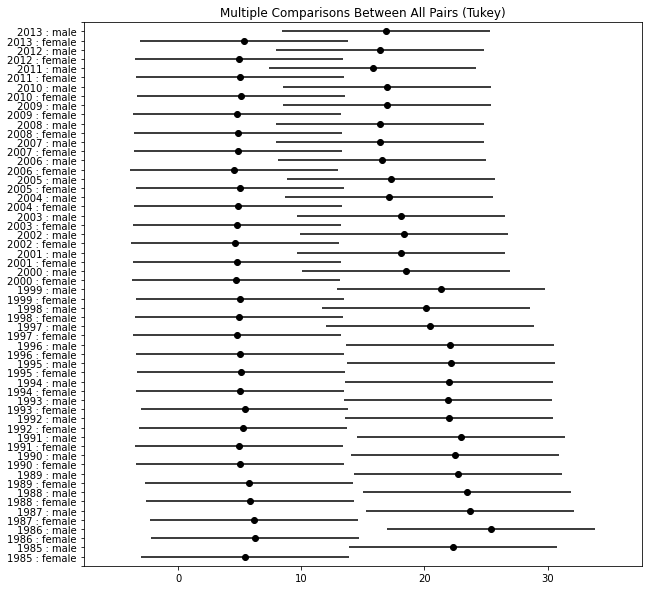 Multiple Comparisons Between All Pairs (Tukey)
2013 : male
2013 : female
2012 : male
2012 : female
2011 : male
2011 : female
2010 : male
2010 : female
2009 : male
2009 : female
2008 : male
2008 : female
2007 : male
2007 : female
2006 : male
2006 : female
2005 : male
2005 : female
2004 : male
2004 : female
2003 : male
2003 : female
2002 : male
2002 : female
2001 : male
2001 : female
2000 : male
2000 : female
1999 : male
1999 : female
1998 : male
1998 : female
1997 : male
1997 : female
1996 : male
1996 : female
1995 : male
1995 : female
1994 : male
1994 : female
1993 : male
1993 : female
1992 : male
1992 : female
1991 : male
1991 : female
1990 : male
1990 : female
1989 : male
1989 : female
1988 : male
1988 : female
1987 : male
1987 : female
1986 : male
1986 : female
1985 : male
1985 : female
0 10 20 30